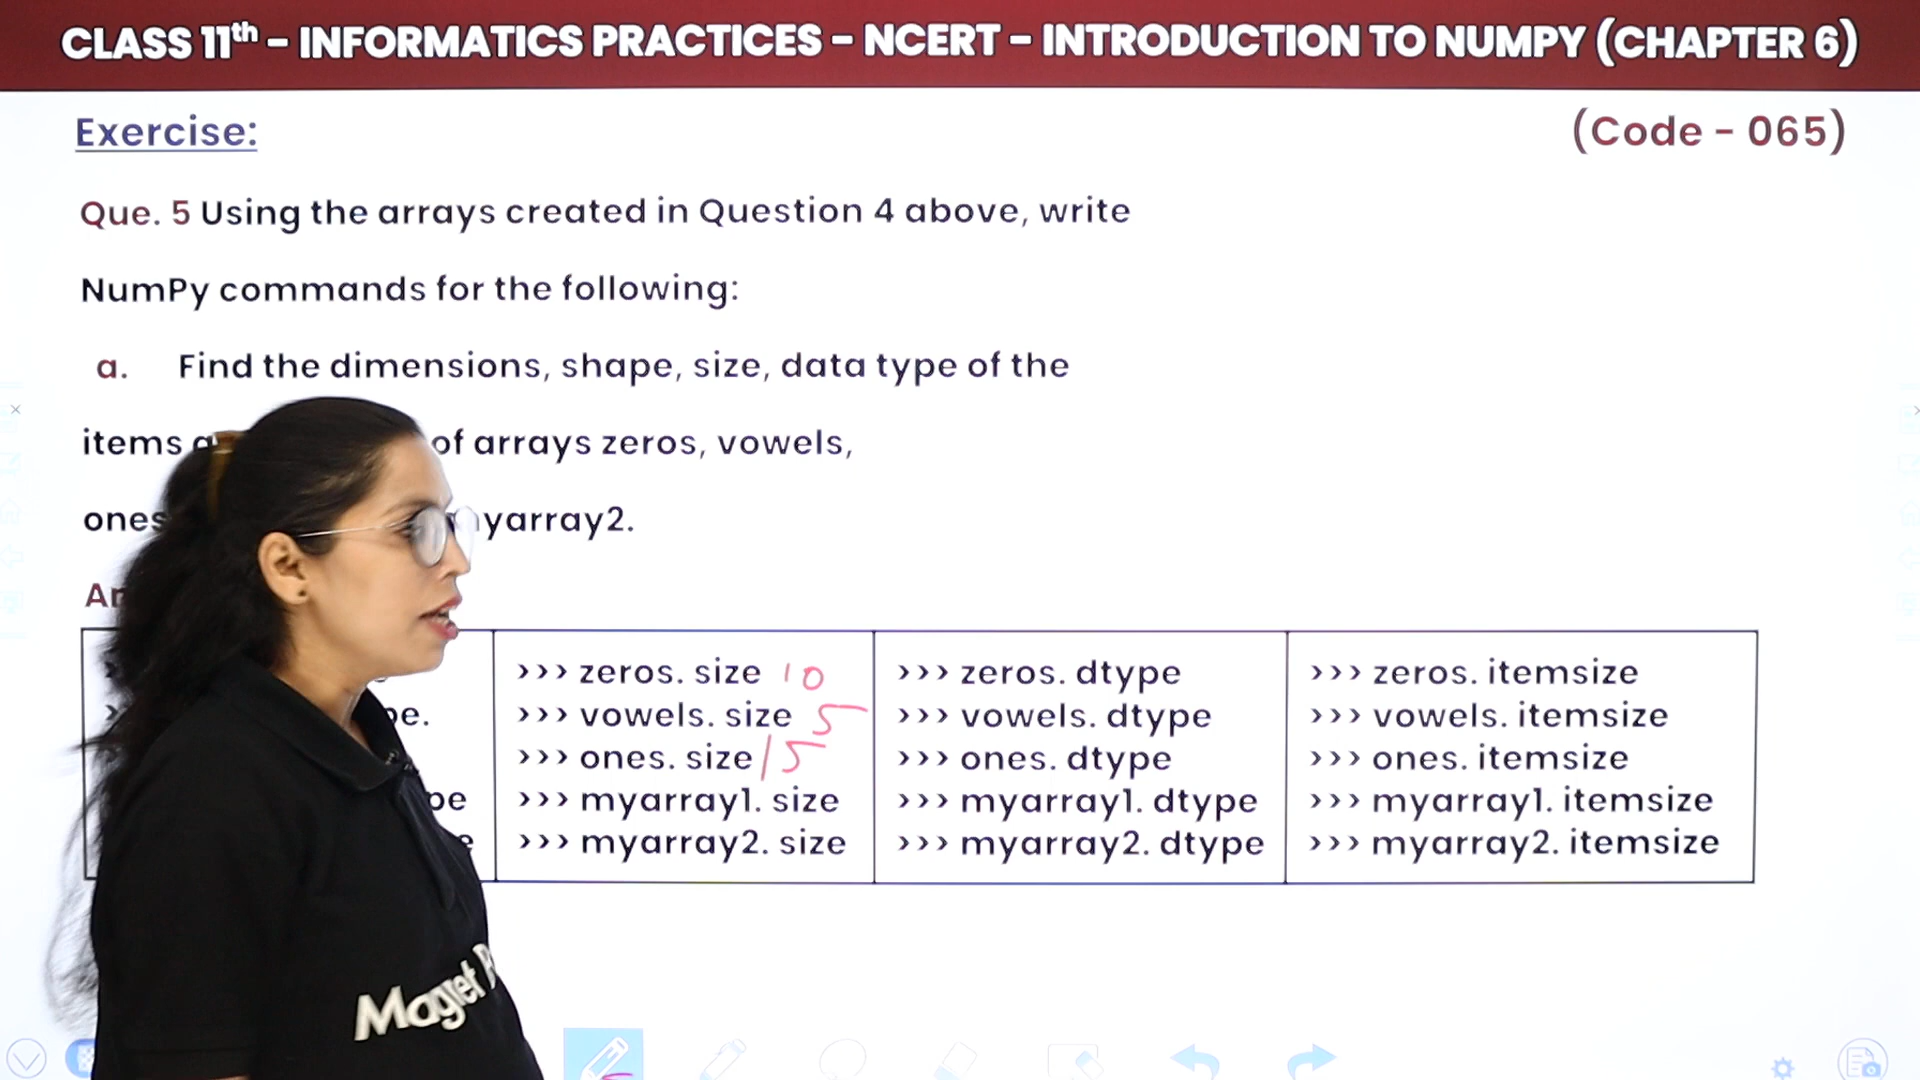 CLASS 11th - INFORMATICS PRACTICES - NCERT - INTRODUCTION TO NUMPY (CHAPTER 6)
Exercise:
(Code - 065)
Que. 5 Using the arrays created in Question 4 above, write
NumPy commands for the following:
a. Find the dimensions, shape, size, data type of the
items of arrays zeros, vowels,
ones yarray2.
>>> zeros. size 10 >>> zeros. dtype >>> zeros. itemsize
>>> vowels. size 5 >>> vowels. dtype >>> vowels. itemsize
>>> ones. size 15 >>> ones. dtype >>> ones. itemsize
>>> myarray1. size >>> myarray1. dtype >>> myarray1. itemsize
>>> myarray2. size >>> myarray2. dtype >>> myarray2. itemsize
Magnet